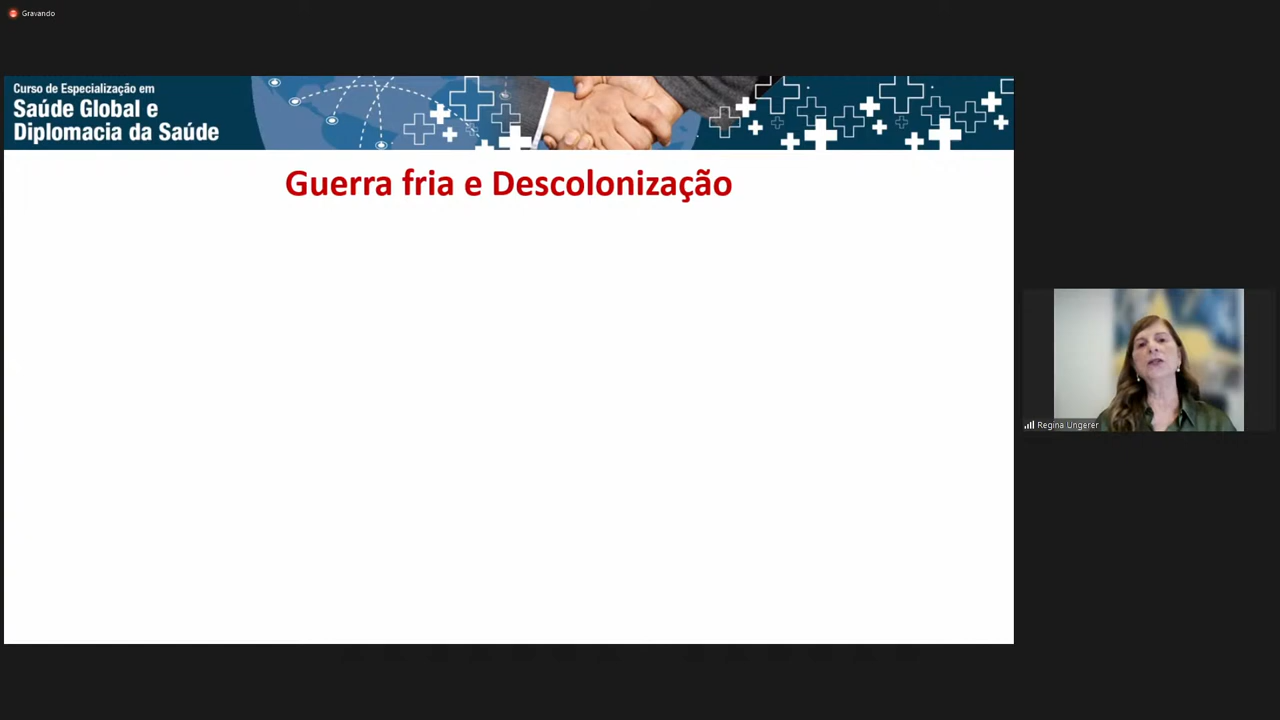 Gravando
Curso de Especialização em
Saúde Global e
Diplomacia da Saúde
Guerra fria e Descolonização
Regina Ungerer